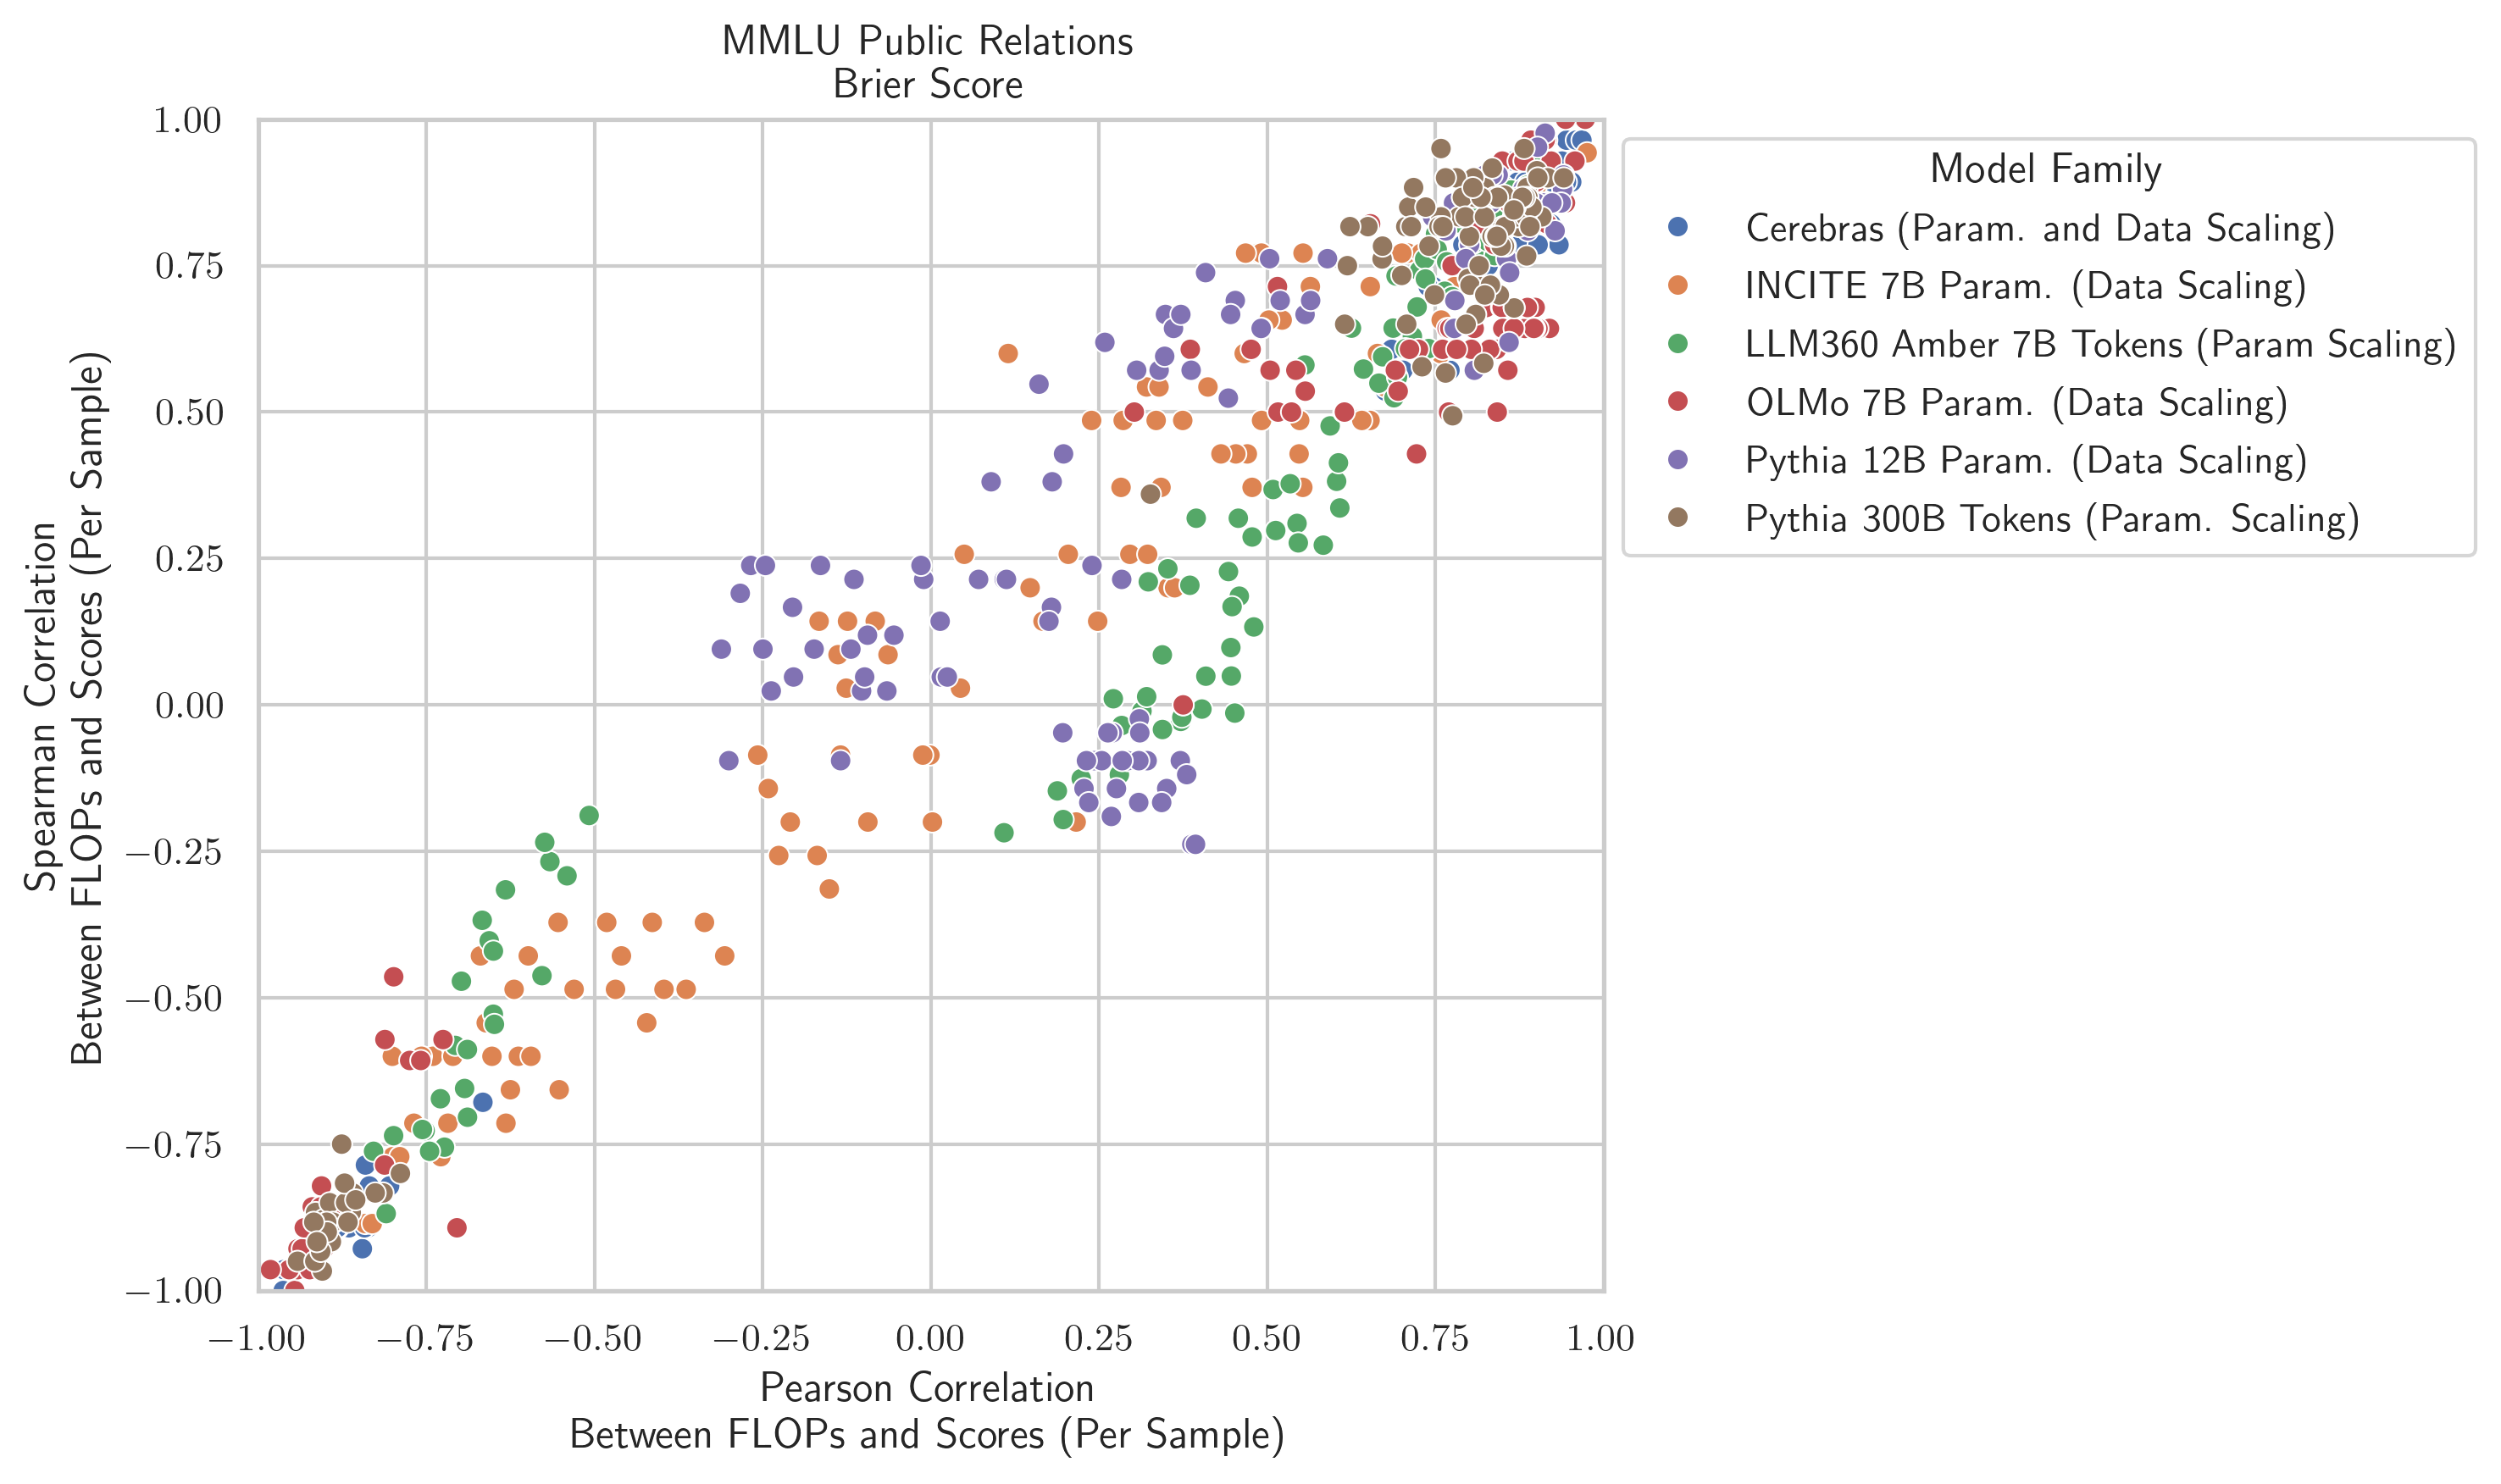 MMLU Public Relations
Brier Score
Spearman Correlation
Between FLOPs and Scores (Per Sample)
1.00
0.75
0.50
0.25
0.00
−0.25
−0.50
−0.75
−1.00
−1.00 −0.75 −0.50 −0.25 0.00 0.25 0.50 0.75 1.00
Pearson Correlation
Between FLOPs and Scores (Per Sample)
Model Family
Cerebras (Param. and Data Scaling)
INCITE 7B Param. (Data Scaling)
LLM360 Amber 7B Tokens (Param Scaling)
OLMo 7B Param. (Data Scaling)
Pythia 12B Param. (Data Scaling)
Pythia 300B Tokens (Param. Scaling)